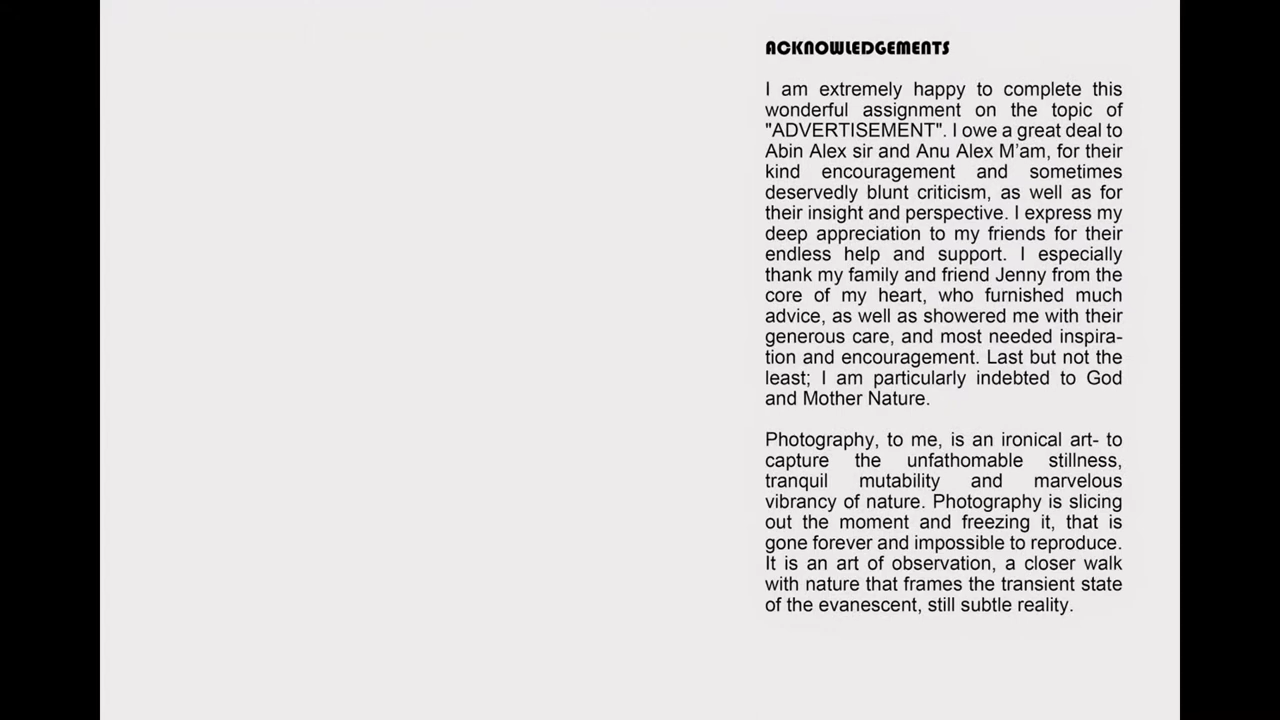 ACKNOWLEDGEMENTS
I am extremely happy to complete this
wonderful assignment on the topic of
"ADVERTISEMENT". I owe a great deal to
Abin Alex sir and Anu Alex M’am, for their
kind encouragement and sometimes
deservedly blunt criticism, as well as for
their insight and perspective. I express my
deep appreciation to my friends for their
endless help and support. I especially
thank my family and friend Jenny from the
core of my heart, who furnished much
advice, as well as showered me with their
generous care, and most needed inspira-
tion and encouragement. Last but not the
least; I am particularly indebted to God
and Mother Nature.
Photography, to me, is an ironical art- to
capture the unfathomable stillness,
tranquil mutability and marvelous
vibrancy of nature. Photography is slicing
out the moment and freezing it, that is
gone forever and impossible to reproduce.
It is an art of observation, a closer walk
with nature that frames the transient state
of the evanescent, still subtle reality.